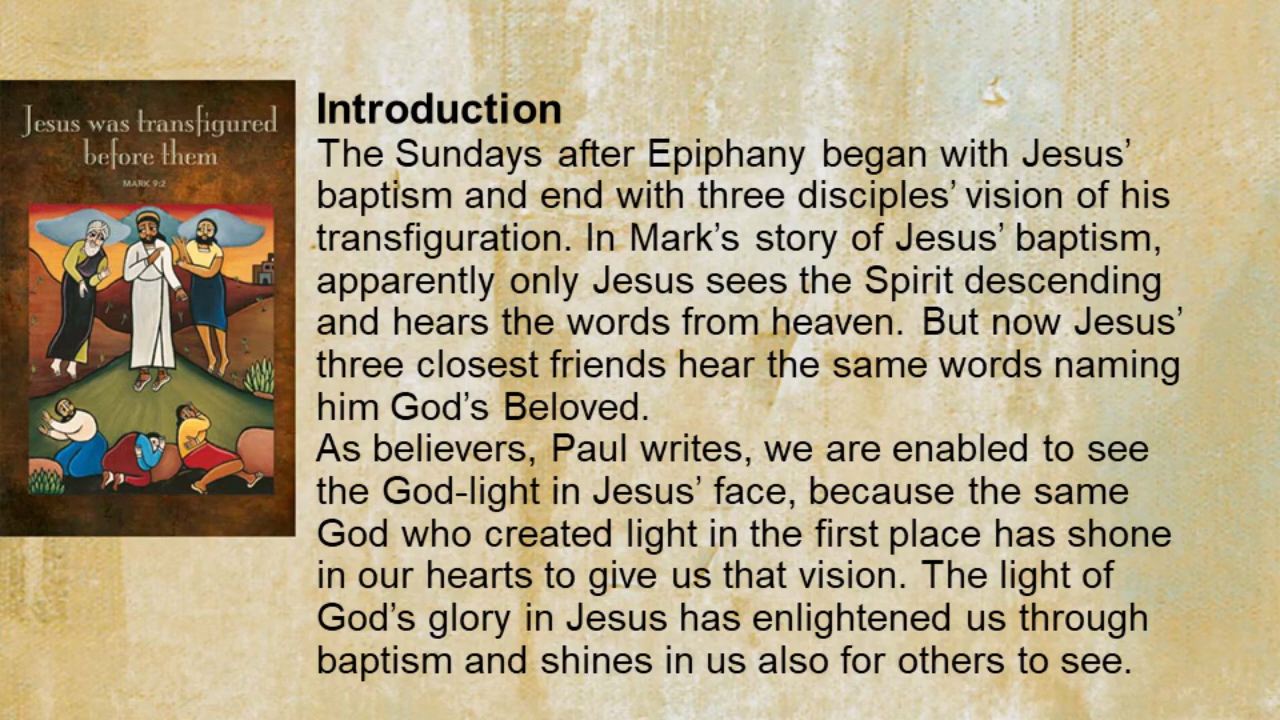 Jesus was transfigured
before them
MARK 9:2
Introduction
The Sundays after Epiphany began with Jesus’
baptism and end with three disciples’ vision of his
transfiguration. In Mark’s story of Jesus’ baptism,
apparently only Jesus sees the Spirit descending
and hears the words from heaven. But now Jesus’
three closest friends hear the same words naming
him God’s Beloved.
As believers, Paul writes, we are enabled to see
the God-light in Jesus’ face, because the same
God who created light in the first place has shone
in our hearts to give us that vision. The light of
God’s glory in Jesus has enlightened us through
baptism and shines in us also for others to see.